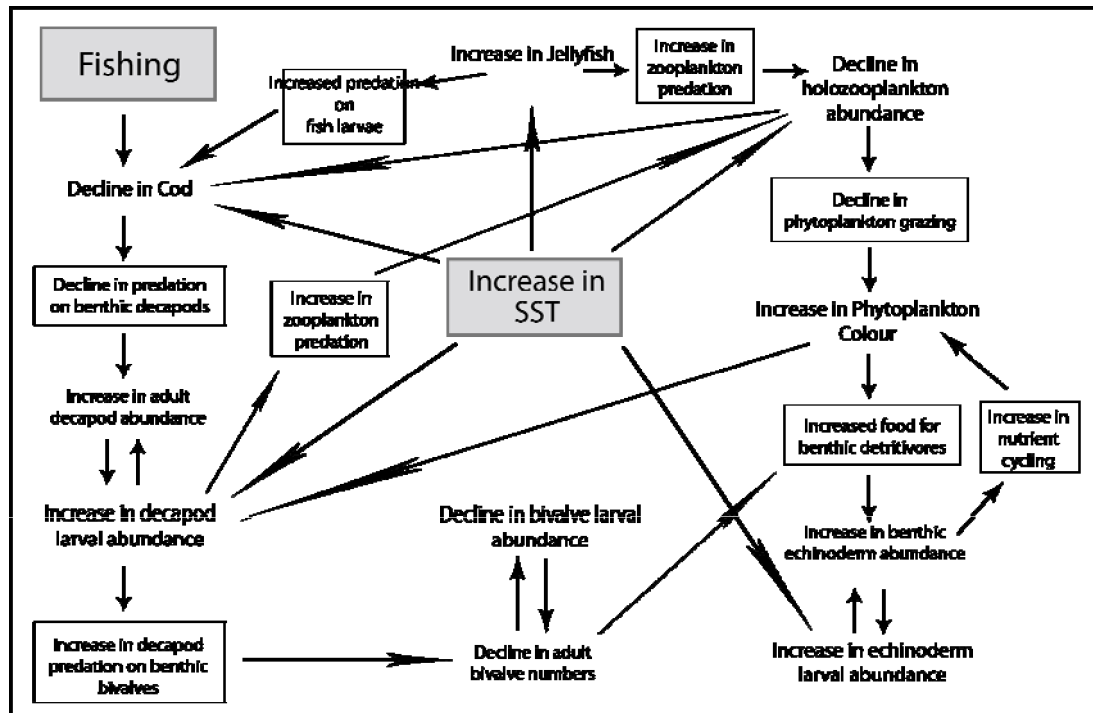 Fishing
Increased predation
on
fish larvae
Increase in Jellyfish
Increase in
zooplankton
predation
Decline in
holozooplankton
abundance
Decline in Cod
Decline in
phytoplankton grazing
Decline in predation
on benthic decapods
Increase in
zooplankton
predation
Increase in
SST
Increase in Phytoplankton
Colour
Increase in adult
decapod abundance
Increased food for
benthic detritivores
Increase in
nutrient
cycling
Increase in decapod
larval abundance
Decline in bivalve larval
abundance
Increase in benthic
echinoderm abundance
Increase in decapod
predation on benthic
bivalves
Decline in adult
bivalve numbers
Increase in echinoderm
larval abundance